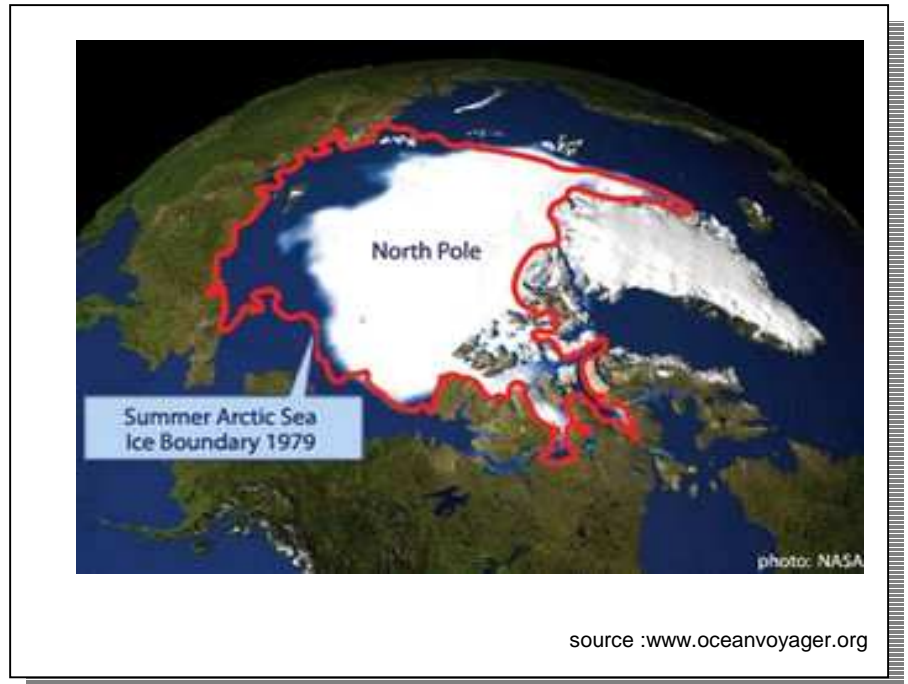 North Pole
Summer Arctic Sea
Ice Boundary 1979
photo: NASA
source :www.oceanvoyager.org